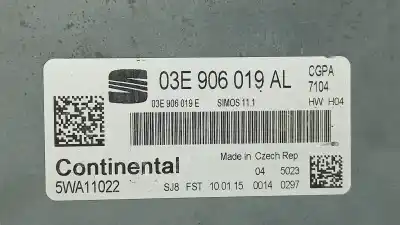 03E 906 019 AL
CGPA
7104
03E 906 019 E
SIMOS 11.1
HW H04
Continental
Made in Czech Rep
04 5023
5WA11022
SJ8 FST 10.01.15 0014 0297